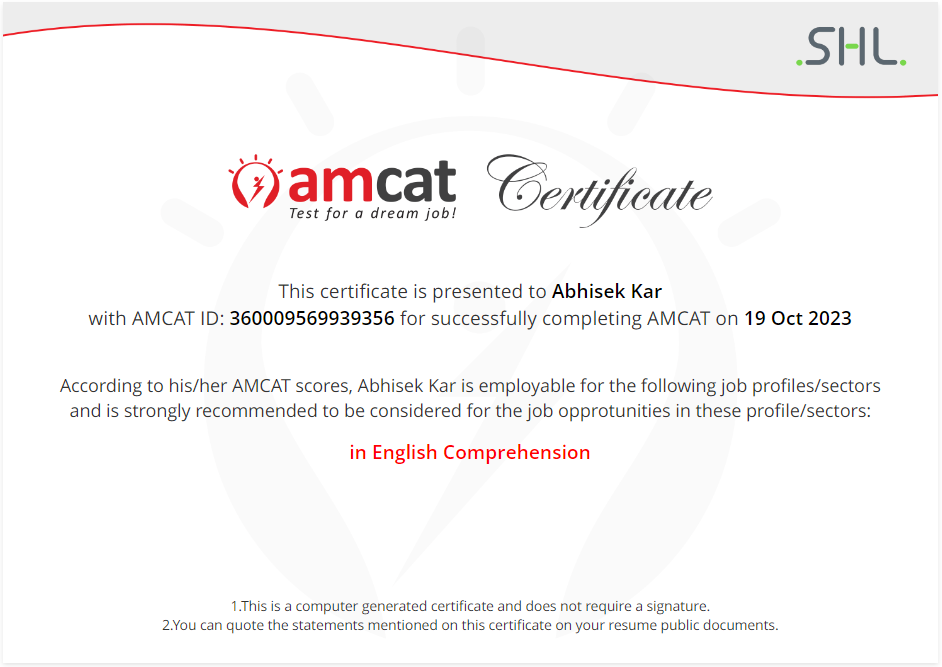 .SHL.
amcat Certificate
Test for a dream job!
This certificate is presented to Abhisek Kar
with AMCAT ID: 360009569939356 for successfully completing AMCAT on 19 Oct 2023
According to his/her AMCAT scores, Abhisek Kar is employable for the following job profiles/sectors
and is strongly recommended to be considered for the job opprotunities in these profile/sectors:
in English Comprehension
1.This is a computer generated certificate and does not require a signature.
2.You can quote the statements mentioned on this certificate on your resume public documents.